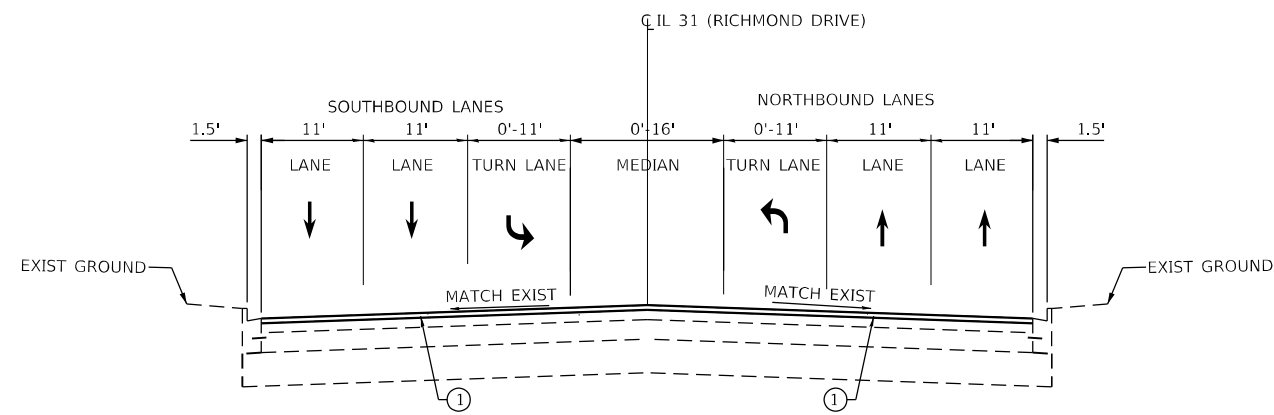 ℄ IL 31 (RICHMOND DRIVE)
SOUTHBOUND LANES
NORTHBOUND LANES
1.5' 11' 11' 0'-11' 0'-16' 0'-11' 11' 11' 1.5'
LANE LANE TURN LANE MEDIAN TURN LANE LANE LANE
EXIST GROUND
EXIST GROUND
MATCH EXIST
MATCH EXIST
1
1